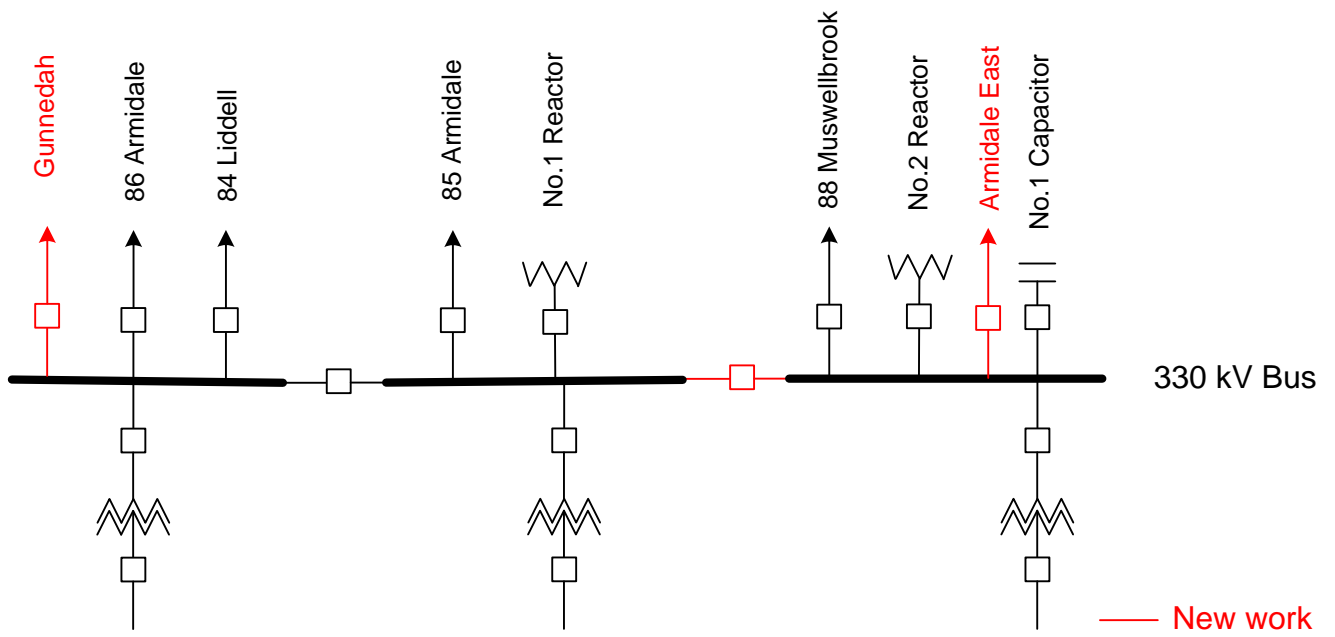 Gunnedah
86 Armidale
84 Liddell
85 Armidale
No.1 Reactor
88 Muswellbrook
No.2 Reactor
Armidale East
No.1 Capacitor
330 kV Bus
New work